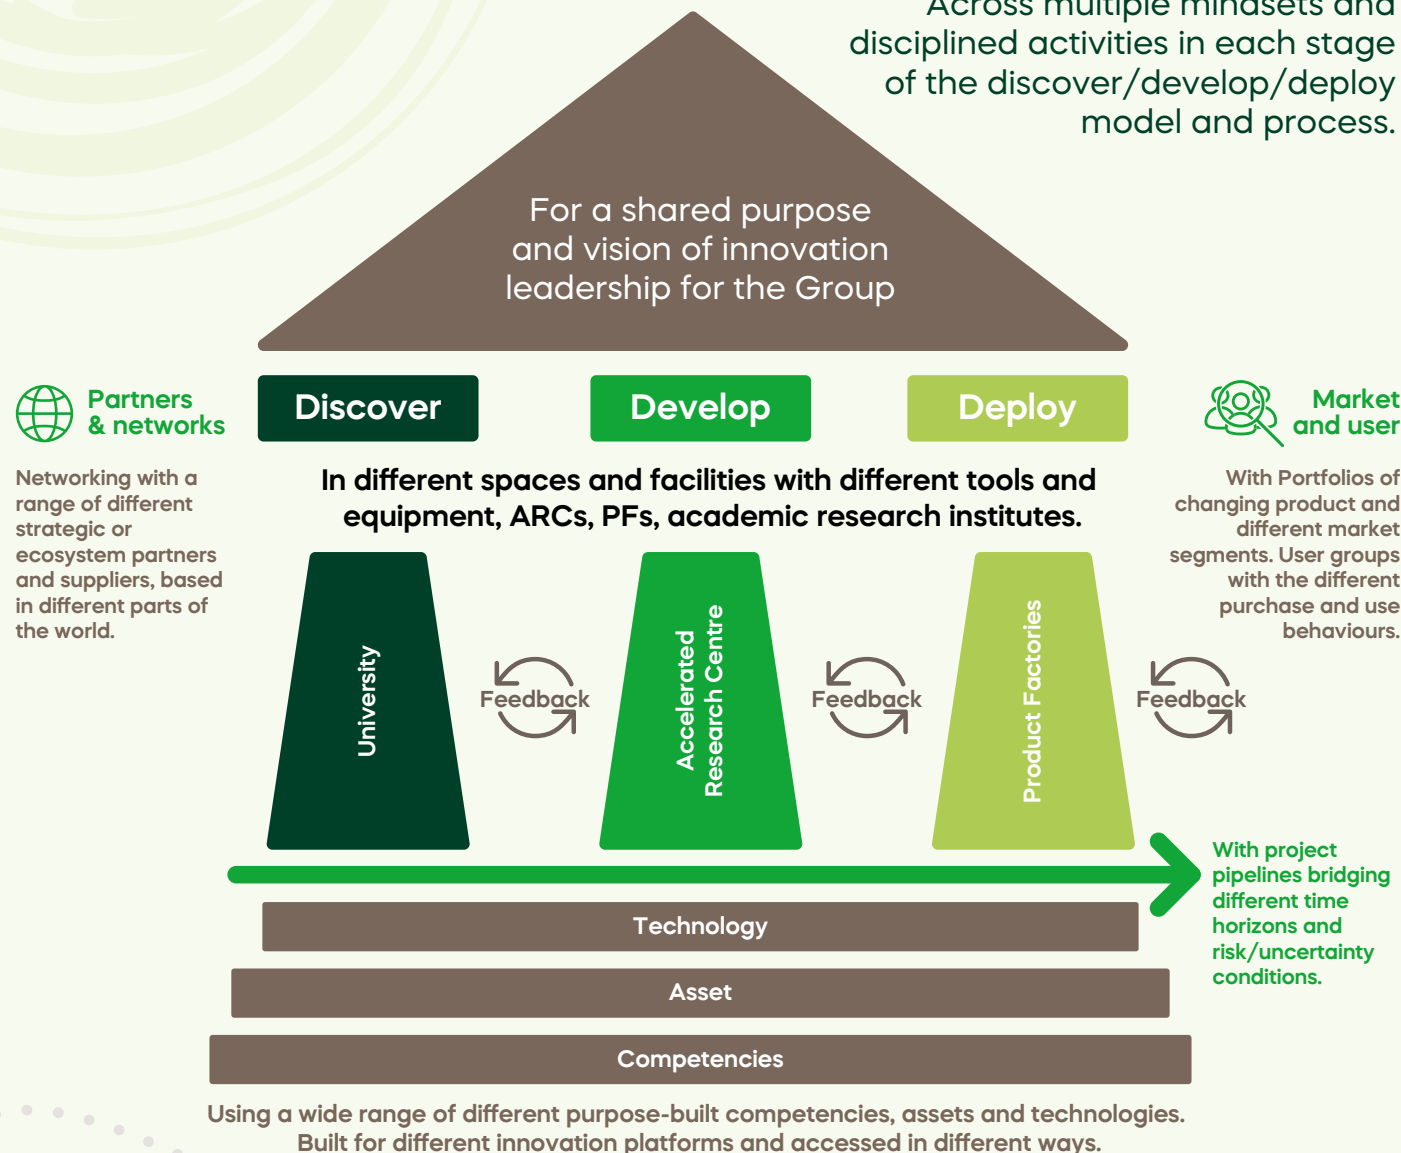 Across multiple mindsets and
disciplined activities in each stage
of the discover/develop/deploy
model and process.
For a shared purpose
and vision of innovation
leadership for the Group
Partners
& networks
Networking with a
range of different
strategic or
ecosystem partners
and suppliers, based
in different parts of
the world.
Discover
Develop
Deploy
Market
and user
With Portfolios of
changing product and
different market
segments. User groups
with the different
purchase and use
behaviours.
In different spaces and facilities with different tools and
equipment, ARCs, PFs, academic research institutes.
University
Feedback
Accelerated
Research Centre
Feedback
Product Factories
Feedback
With project
pipelines bridging
different time
horizons and
risk/uncertainty
conditions.
Technology
Asset
Competencies
Using a wide range of different purpose-built competencies, assets and technologies.
Built for different innovation platforms and accessed in different ways.